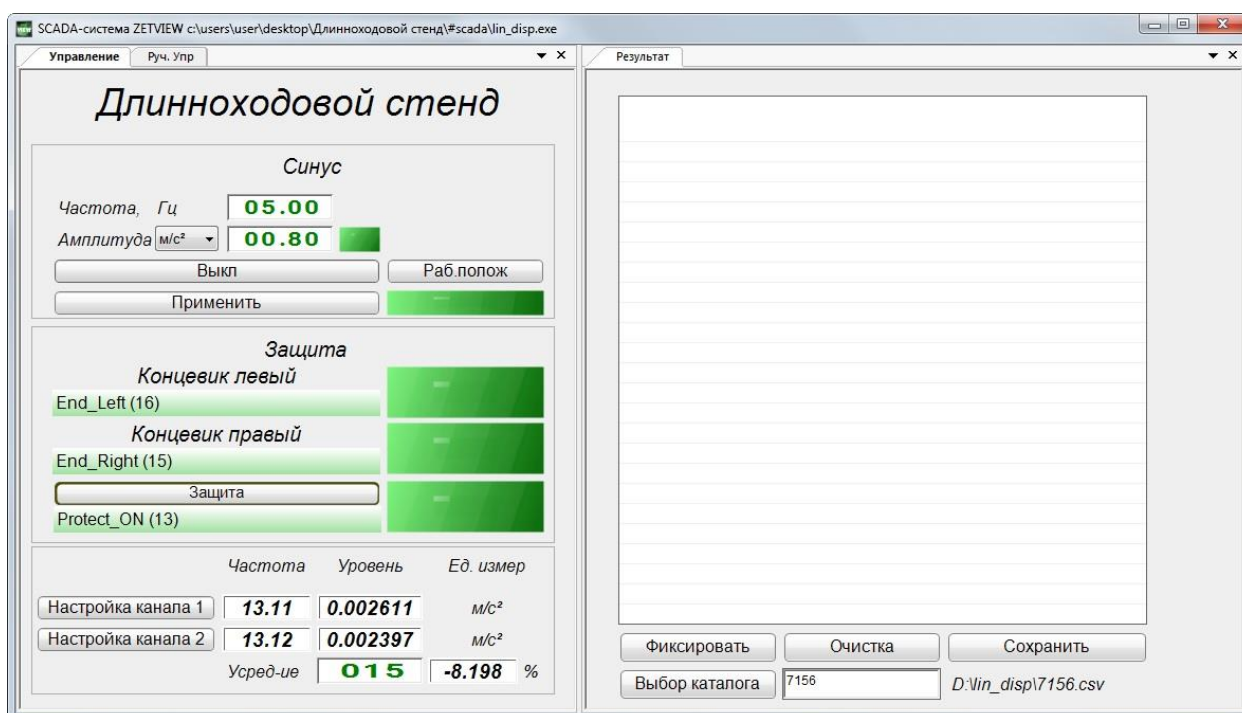 SCADA-система ZETVIEW c:\users\user\desktop\Длинноходовой стенд\#scada\lin_disp.exe
Управление Руч. Упр
Длинноходовой стенд
Синус
Частота, Гц 05.00
Амплитуда м/с² 00.80
Выкл Раб.полож
Применить
Защита
Концевик левый
End_Left (16)
Концевик правый
End_Right (15)
Защита
Protect_ON (13)
Частота Уровень Ед. измер
Настройка канала 1 13.11 0.002611 м/с²
Настройка канала 2 13.12 0.002397 м/с²
Усред-ие 015 -8.198 %
Результат
Фиксировать Очистка Сохранить
Выбор каталога 7156 D:\lin_disp\7156.csv